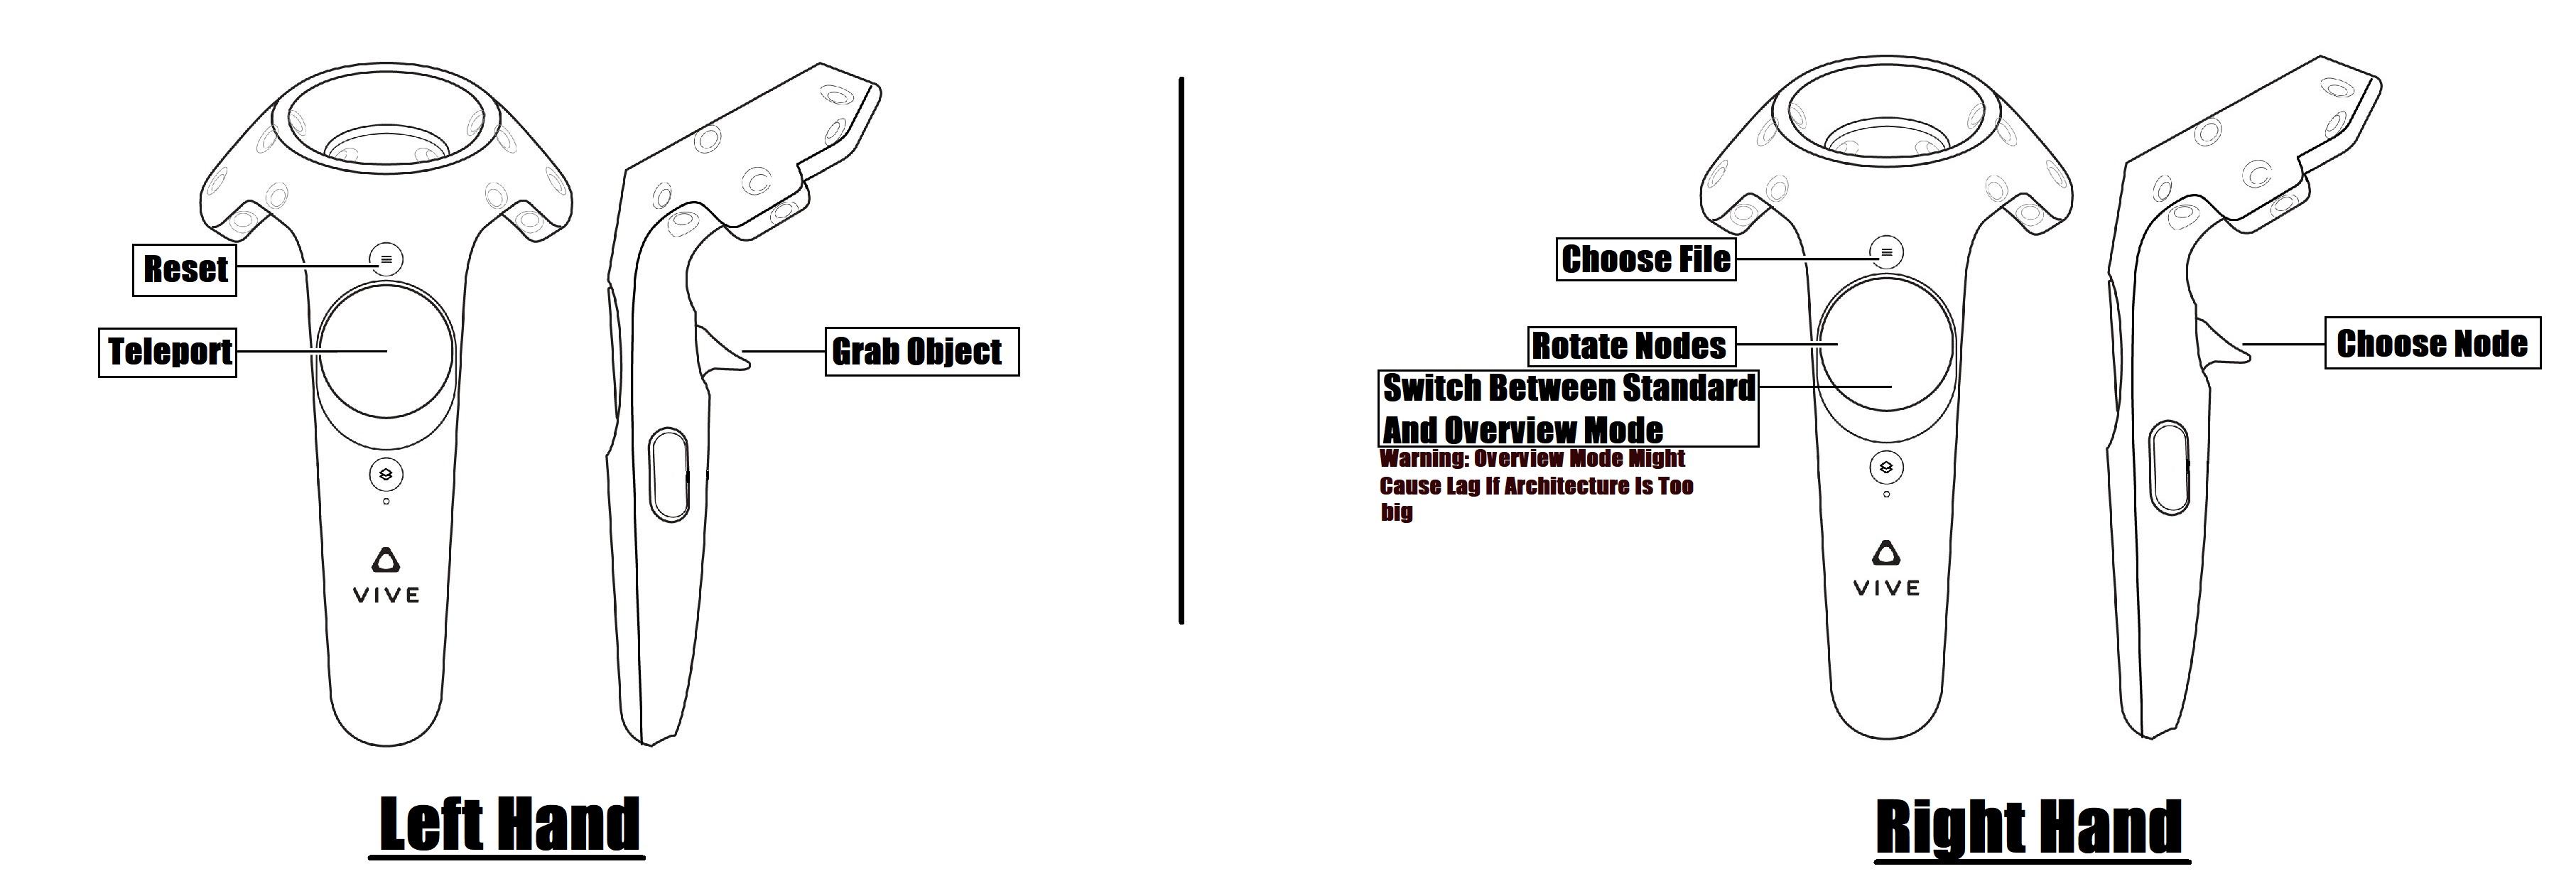 Reset
Teleport
Grab Object
VIVE
Left Hand
Choose File
Rotate Nodes
Switch Between Standard
And Overview Mode
Warning: Overview Mode Might
Cause Lag If Architecture Is Too
big
Choose Node
VIVE
Right Hand